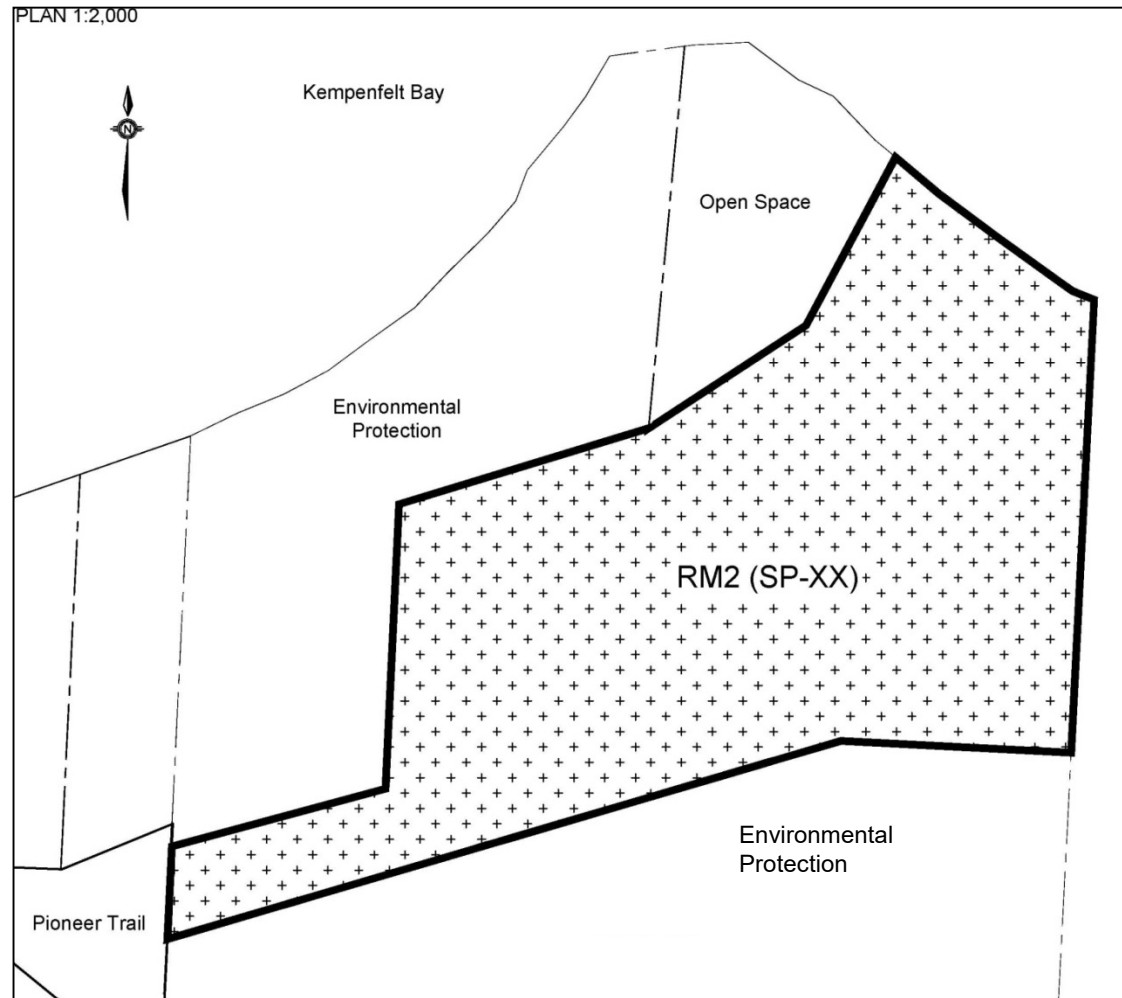 PLAN 1:2,000
Kempenfelt Bay
N
Open Space
Environmental
Protection
RM2 (SP-XX)
Environmental
Protection
Pioneer Trail